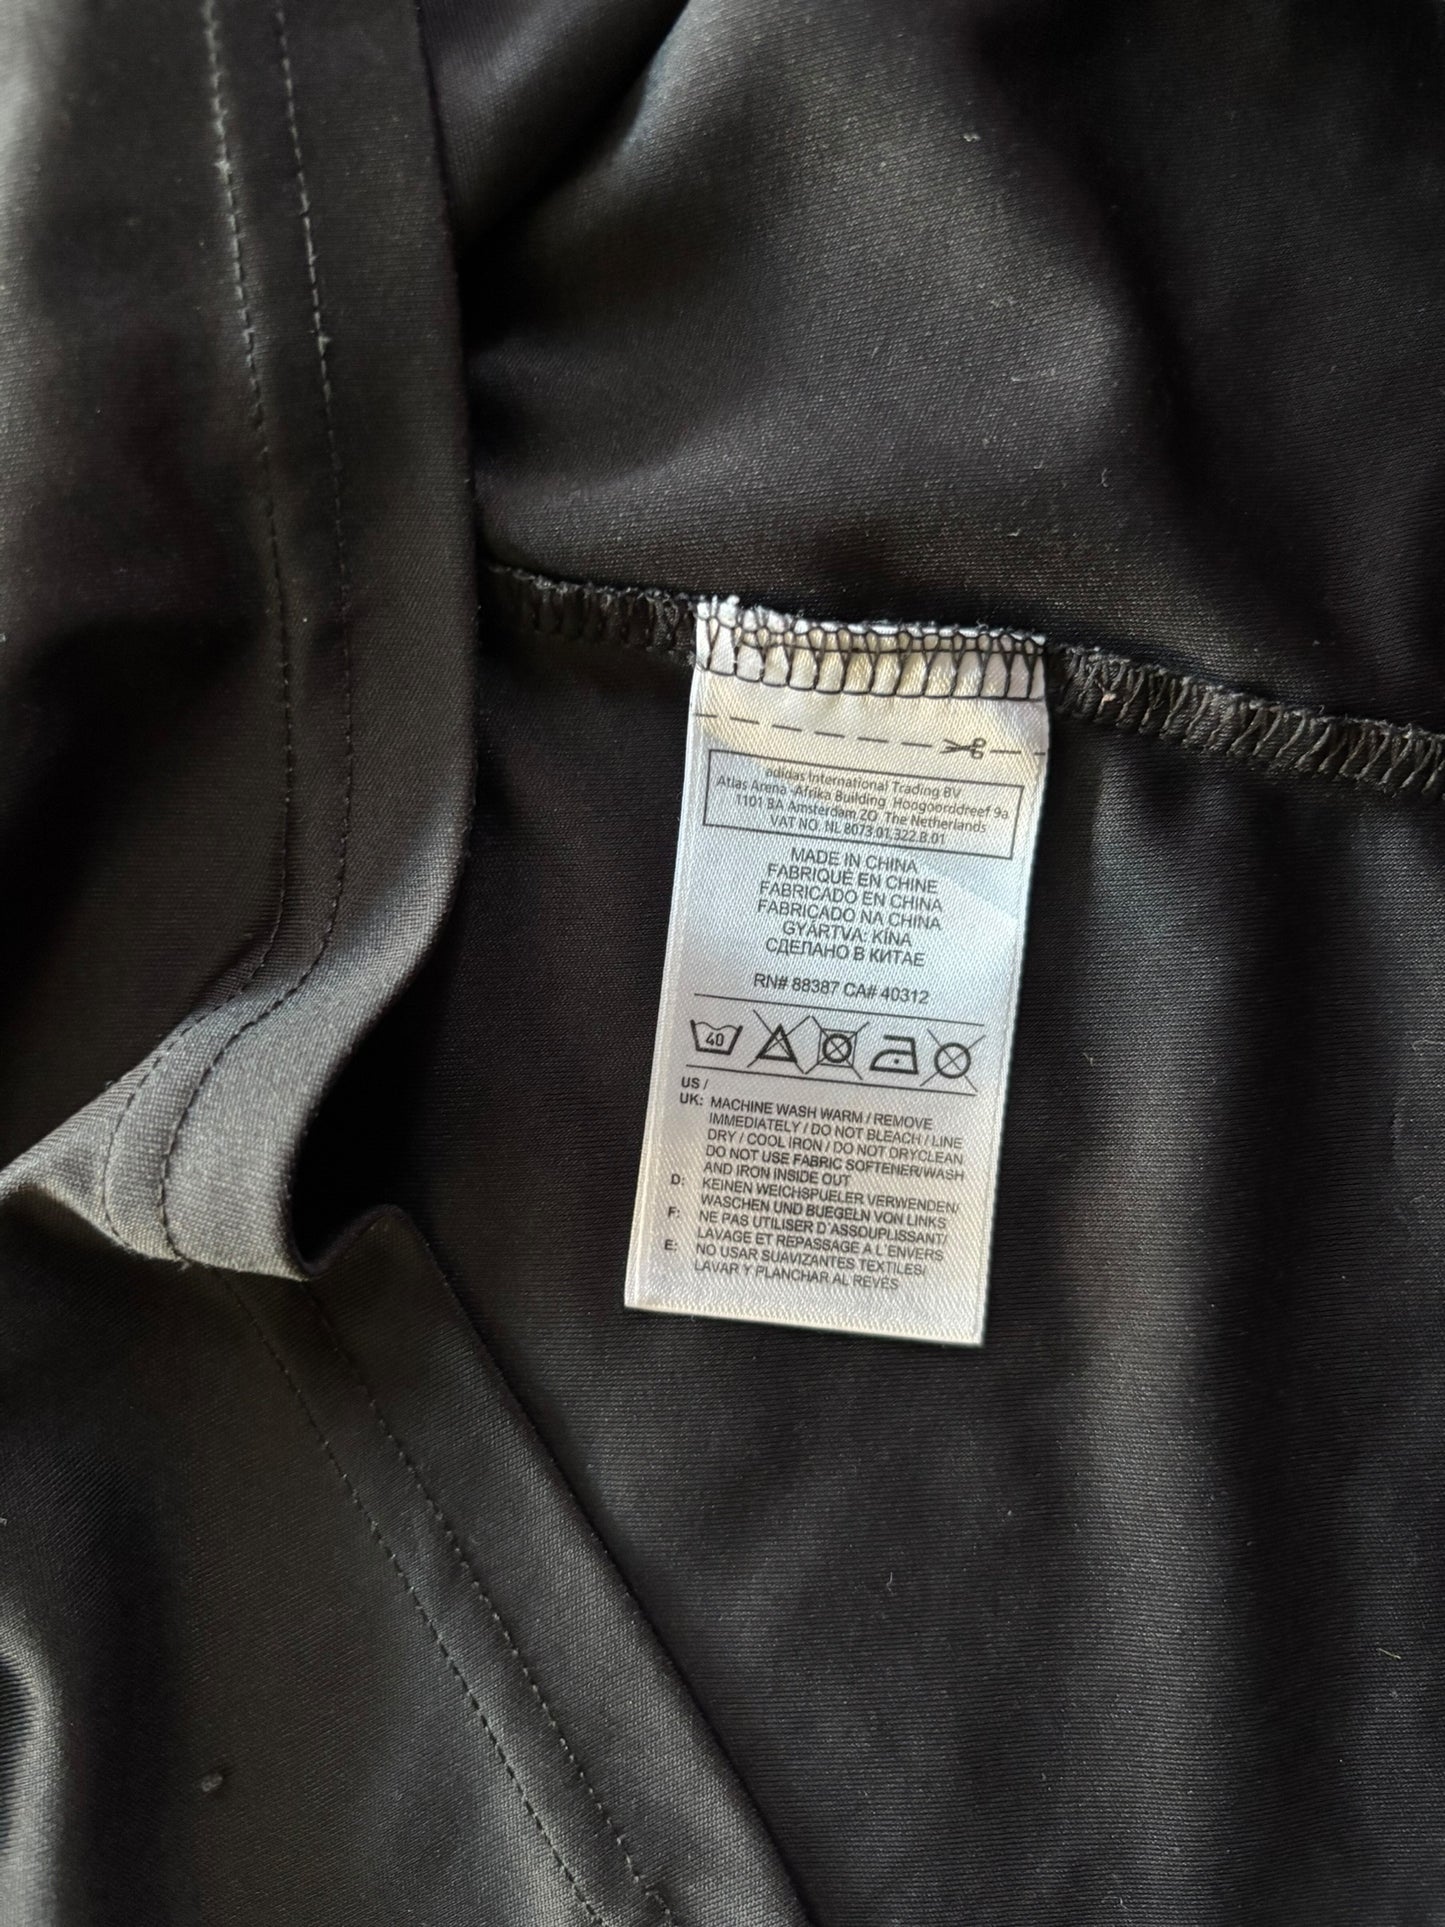 adidas International Trading BV
Atlas Arena Afrika Building Hoogoorddreef 9a
1101 BA Amsterdam ZO The Netherlands
VAT NO. NL 8073.01.322.B.01
MADE IN CHINA
FABRIQUÉ EN CHINE
FABRICADO EN CHINA
FABRICADO NA CHINA
GYÁRTVA: KÍNA
СДЕЛАНО В КИТАЕ
RN# 88387 CA# 40312
40
US /
UK: MACHINE WASH WARM / REMOVE
IMMEDIATELY / DO NOT BLEACH / LINE
DRY / COOL IRON / DO NOT DRYCLEAN
DO NOT USE FABRIC SOFTENER/WASH
AND IRON INSIDE OUT
D: KEINEN WEICHSPUELER VERWENDEN/
WASCHEN UND BUEGELN VON LINKS
F: NE PAS UTILISER D'ASSOUPLISSANT/
LAVAGE ET REPASSAGE A L'ENVERS
E: NO USAR SUAVIZANTES TEXTILES/
LAVAR Y PLANCHAR AL REVÉS